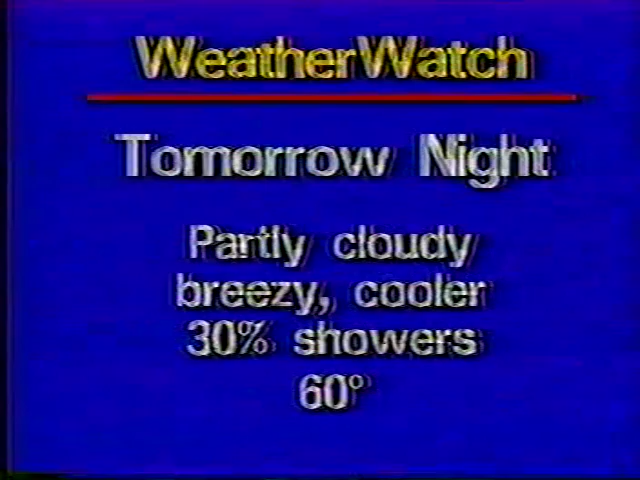 WeatherWatch
Tomorrow Night
Partly cloudy
breezy, cooler
30% showers
60°